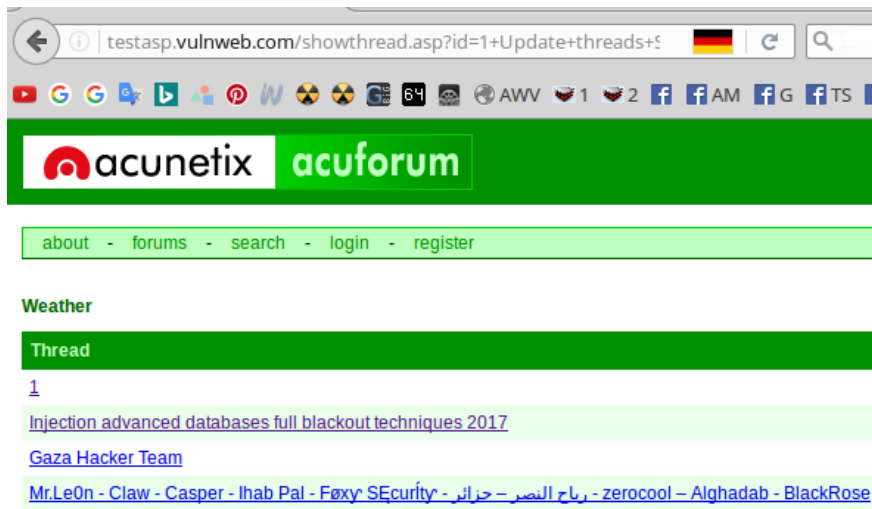 testasp.vulnweb.com/showthread.asp?id=1+Update+threads+S
64 AWV 1 2 AM G TS
acunetix acuforum
about - forums - search - login - register
Weather
Thread
1
Injection advanced databases full blackout techniques 2017
Gaza Hacker Team
Mr.Le0n - Claw - Casper - Ihab Pal - Føxy SĘcurÍty - رياح النصر – حزائر - zerocool – Alghadab - BlackRose